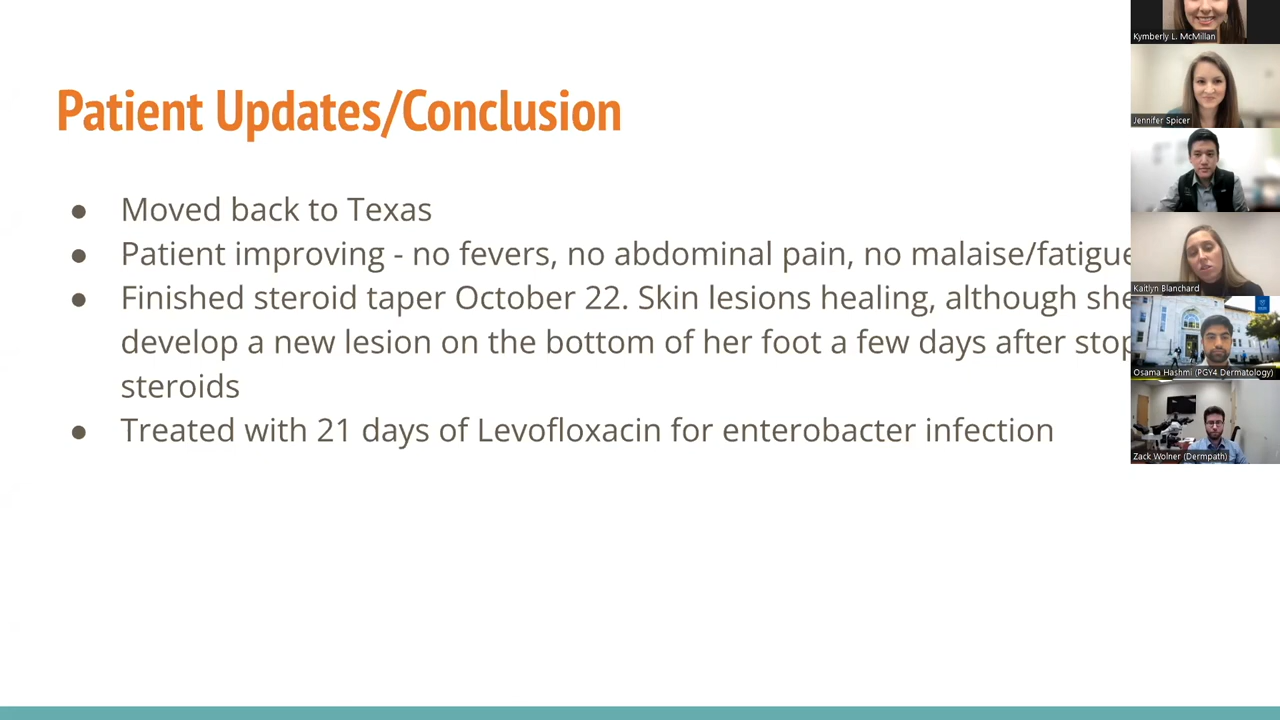 Patient Updates/Conclusion
● Moved back to Texas
● Patient improving - no fevers, no abdominal pain, no malaise/fatigue
● Finished steroid taper October 22. Skin lesions healing, although she
develop a new lesion on the bottom of her foot a few days after
steroids
● Treated with 21 days of Levofloxacin for enterobacter infection
Kymberly L. McMillan
Jennifer Spicer
Kaitlyn Blanchard
Osama Hashmi (PGY4 Dermatology)
Zack Wolner (Dermpath)